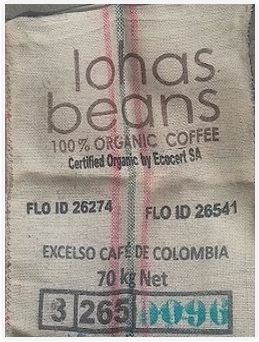 lohas
beans
100% ORGANIC COFFEE
Certified Organic by Ecocert SA
FLO ID 26274 FLO ID 26541
EXCELSO CAFÉ DE COLOMBIA
70 kg Net
3 265 0096